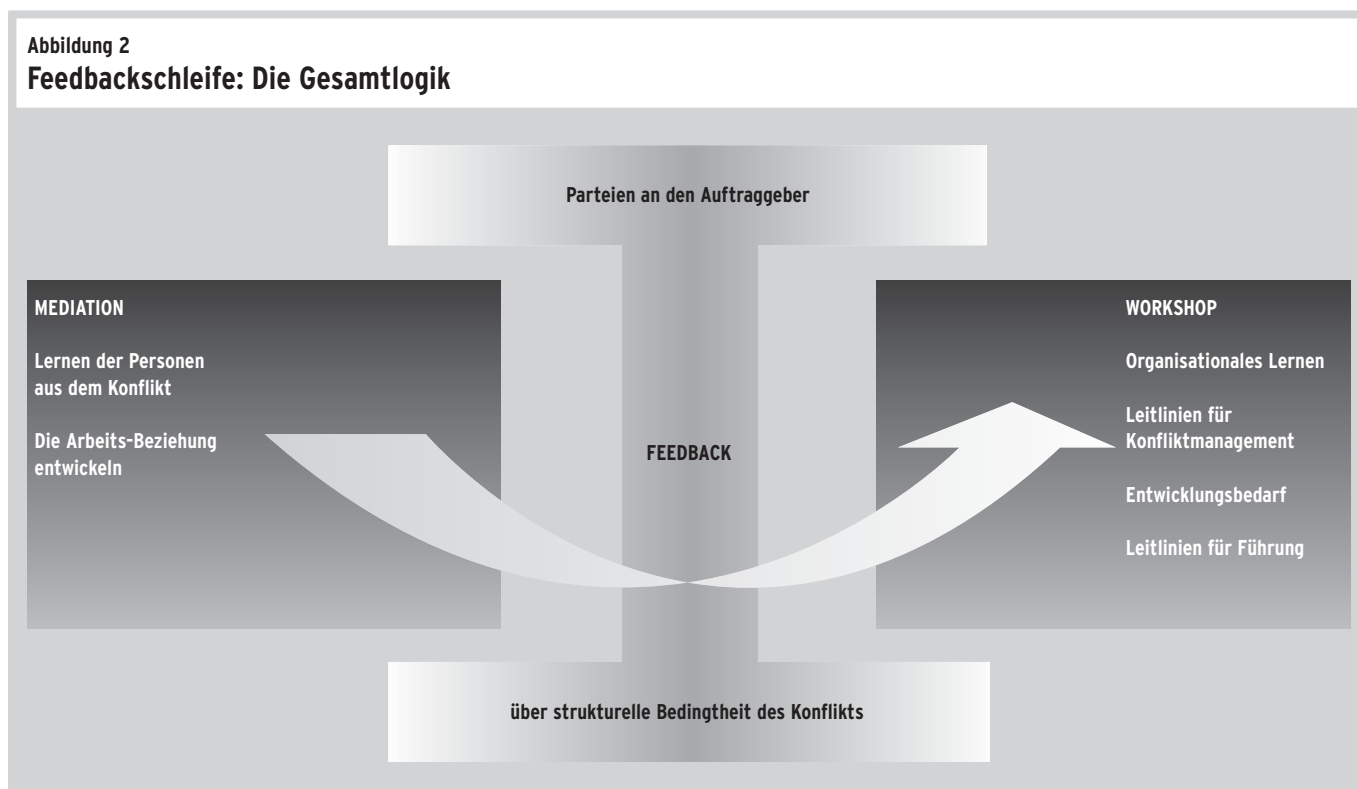 Abbildung 2
Feedbackschleife: Die Gesamtlogik
Parteien an den Auftraggeber
MEDIATION
Lernen der Personen
aus dem Konflikt
Die Arbeits-Beziehung
entwickeln
FEEDBACK
WORKSHOP
Organisationales Lernen
Leitlinien für
Konfliktmanagement
Entwicklungsbedarf
Leitlinien für Führung
über strukturelle Bedingtheit des Konflikts